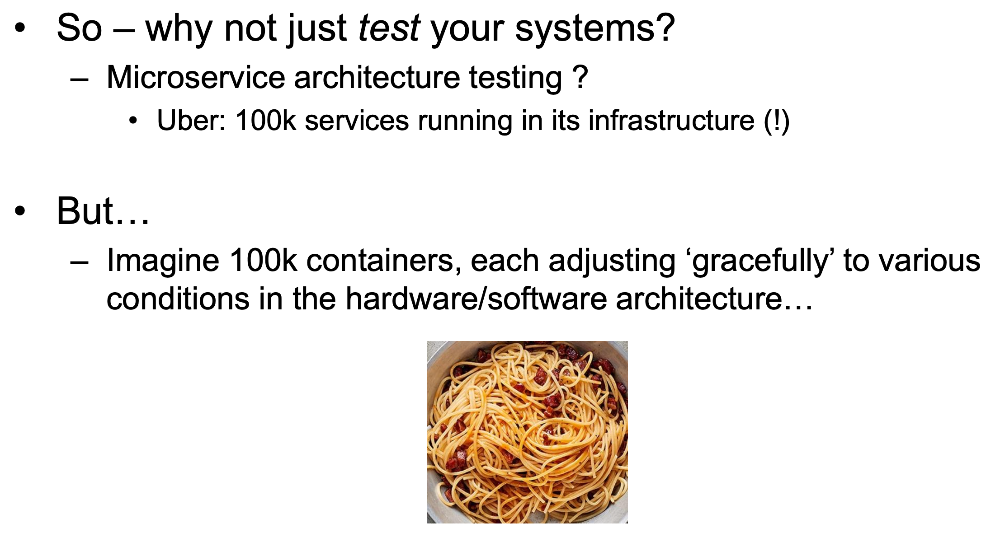 • So – why not just test your systems?
– Microservice architecture testing ?
• Uber: 100k services running in its infrastructure (!)
• But…
– Imagine 100k containers, each adjusting ‘gracefully’ to various
conditions in the hardware/software architecture…